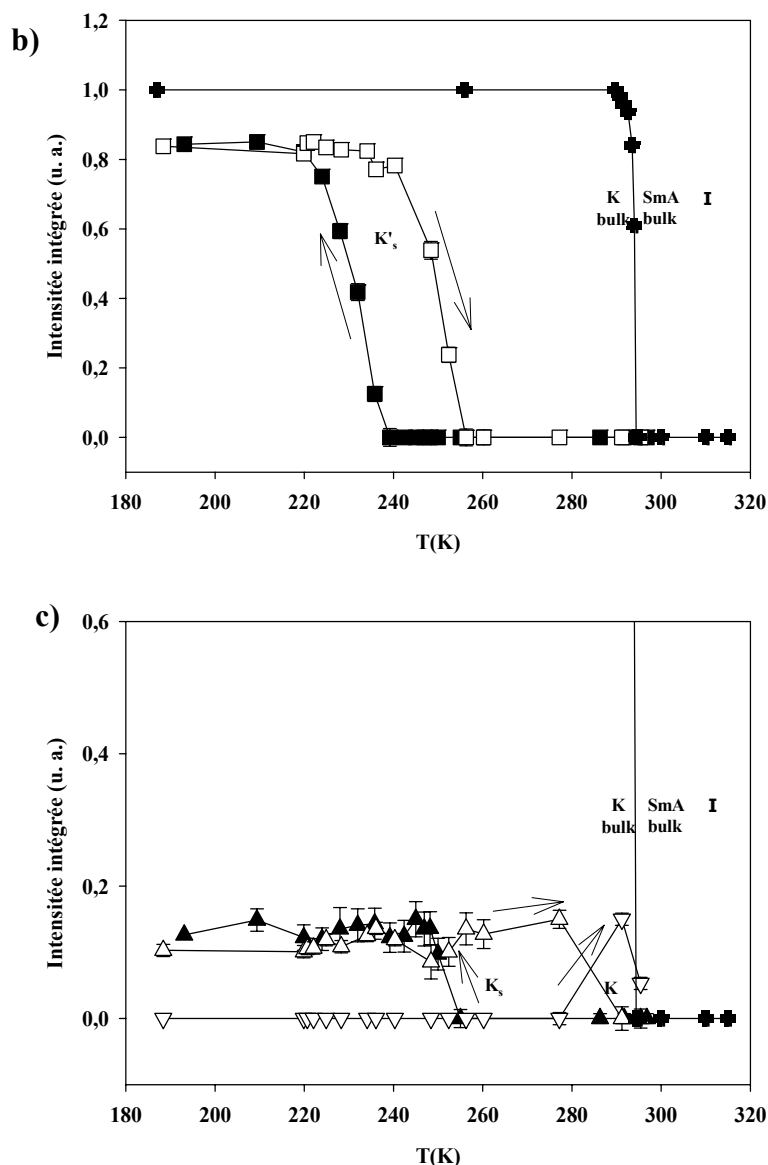 b)
1,2
1,0
0,8
0,6
0,4
0,2
0,0
Intensitée intégrée (u. a.)
K's
K
bulk
SmA
bulk
I
180 200 220 240 260 280 300 320
T(K)
c)
0,6
0,4
0,2
0,0
Intensitée intégrée (u. a.)
K
bulk
SmA
bulk
I
Ks
K
180 200 220 240 260 280 300 320
T(K)